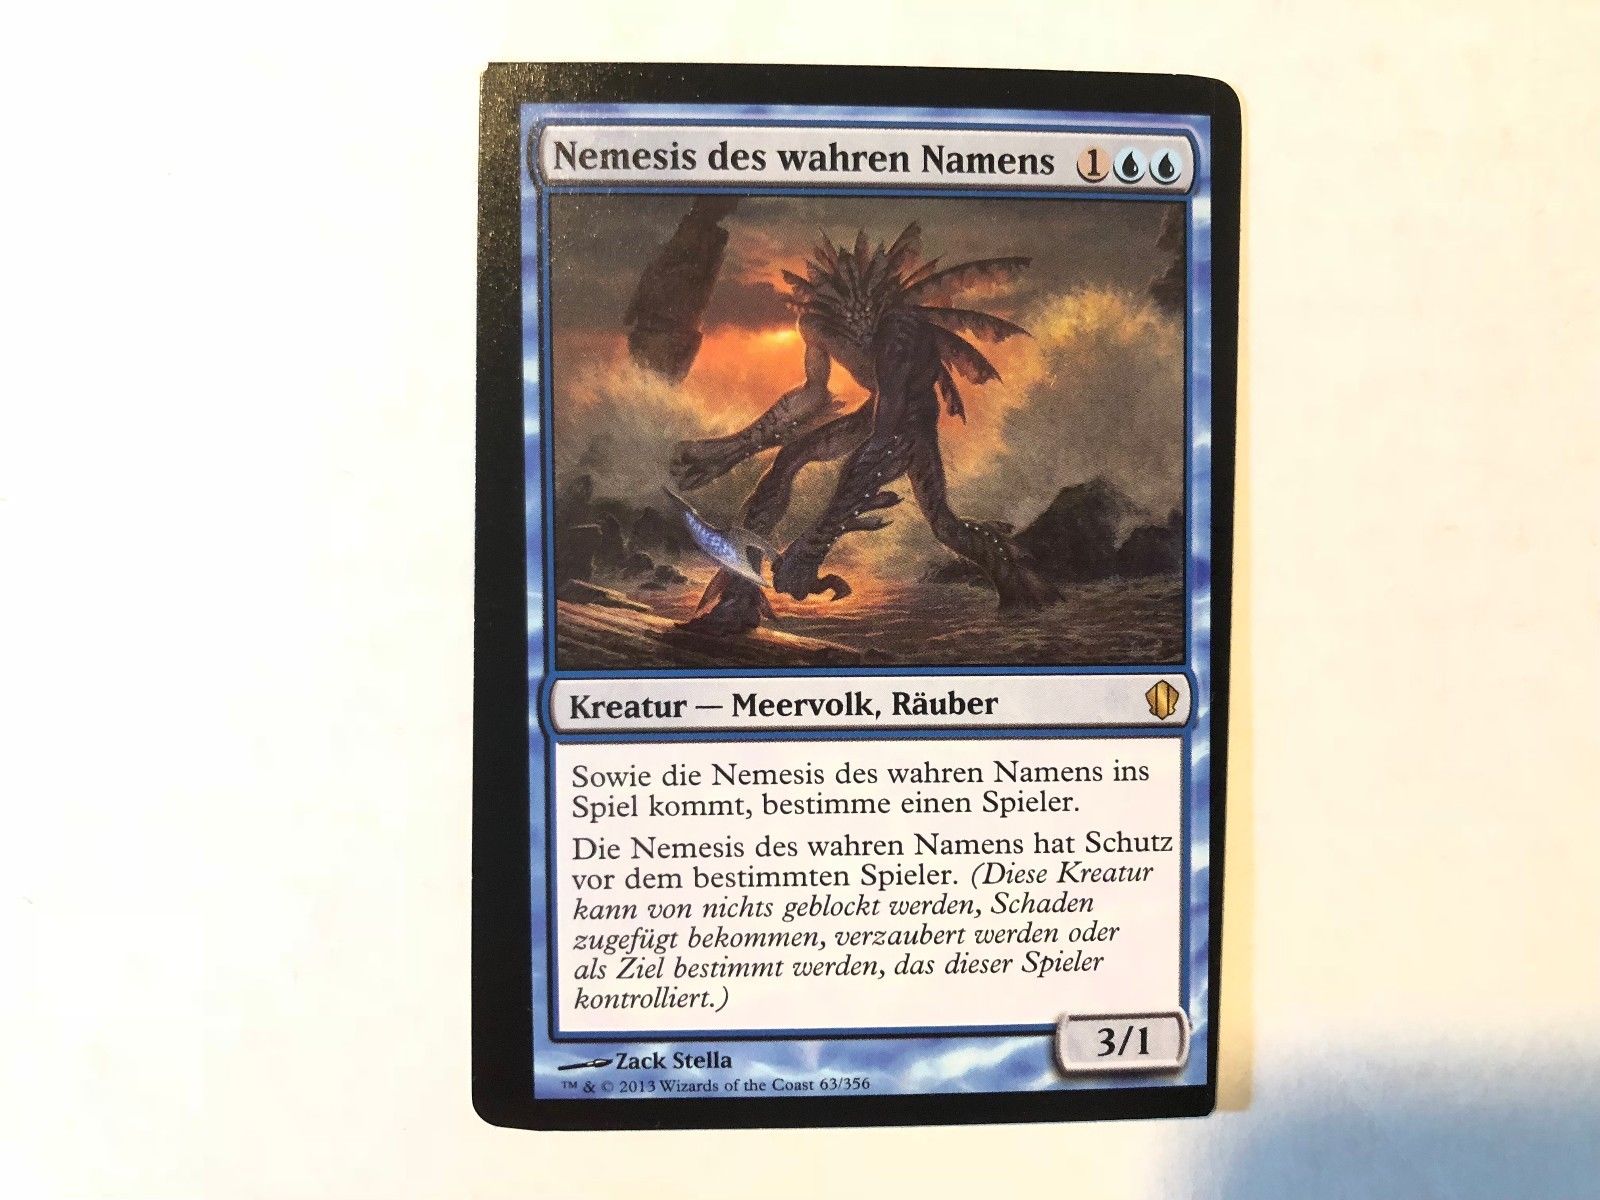 Nemesis des wahren Namens 1
Kreatur — Meervolk, Räuber
Sowie die Nemesis des wahren Namens ins
Spiel kommt, bestimme einen Spieler.
Die Nemesis des wahren Namens hat Schutz
vor dem bestimmten Spieler. (Diese Kreatur
kann von nichts geblockt werden, Schaden
zugefügt bekommen, verzaubert werden oder
als Ziel bestimmt werden, das dieser Spieler
kontrolliert.)
3/1
Zack Stella
™ & © 2013 Wizards of the Coast 63/356